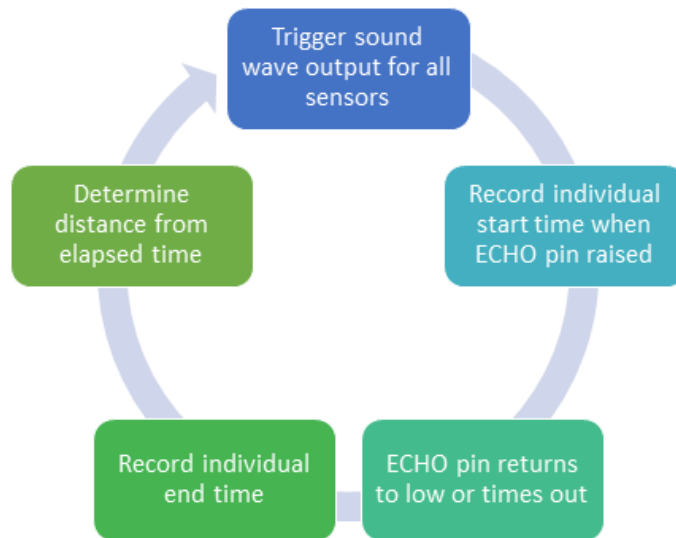 Trigger sound
wave output for all
sensors
Record individual
start time when
ECHO pin raised
ECHO pin returns
to low or times out
Record individual
end time
Determine
distance from
elapsed time